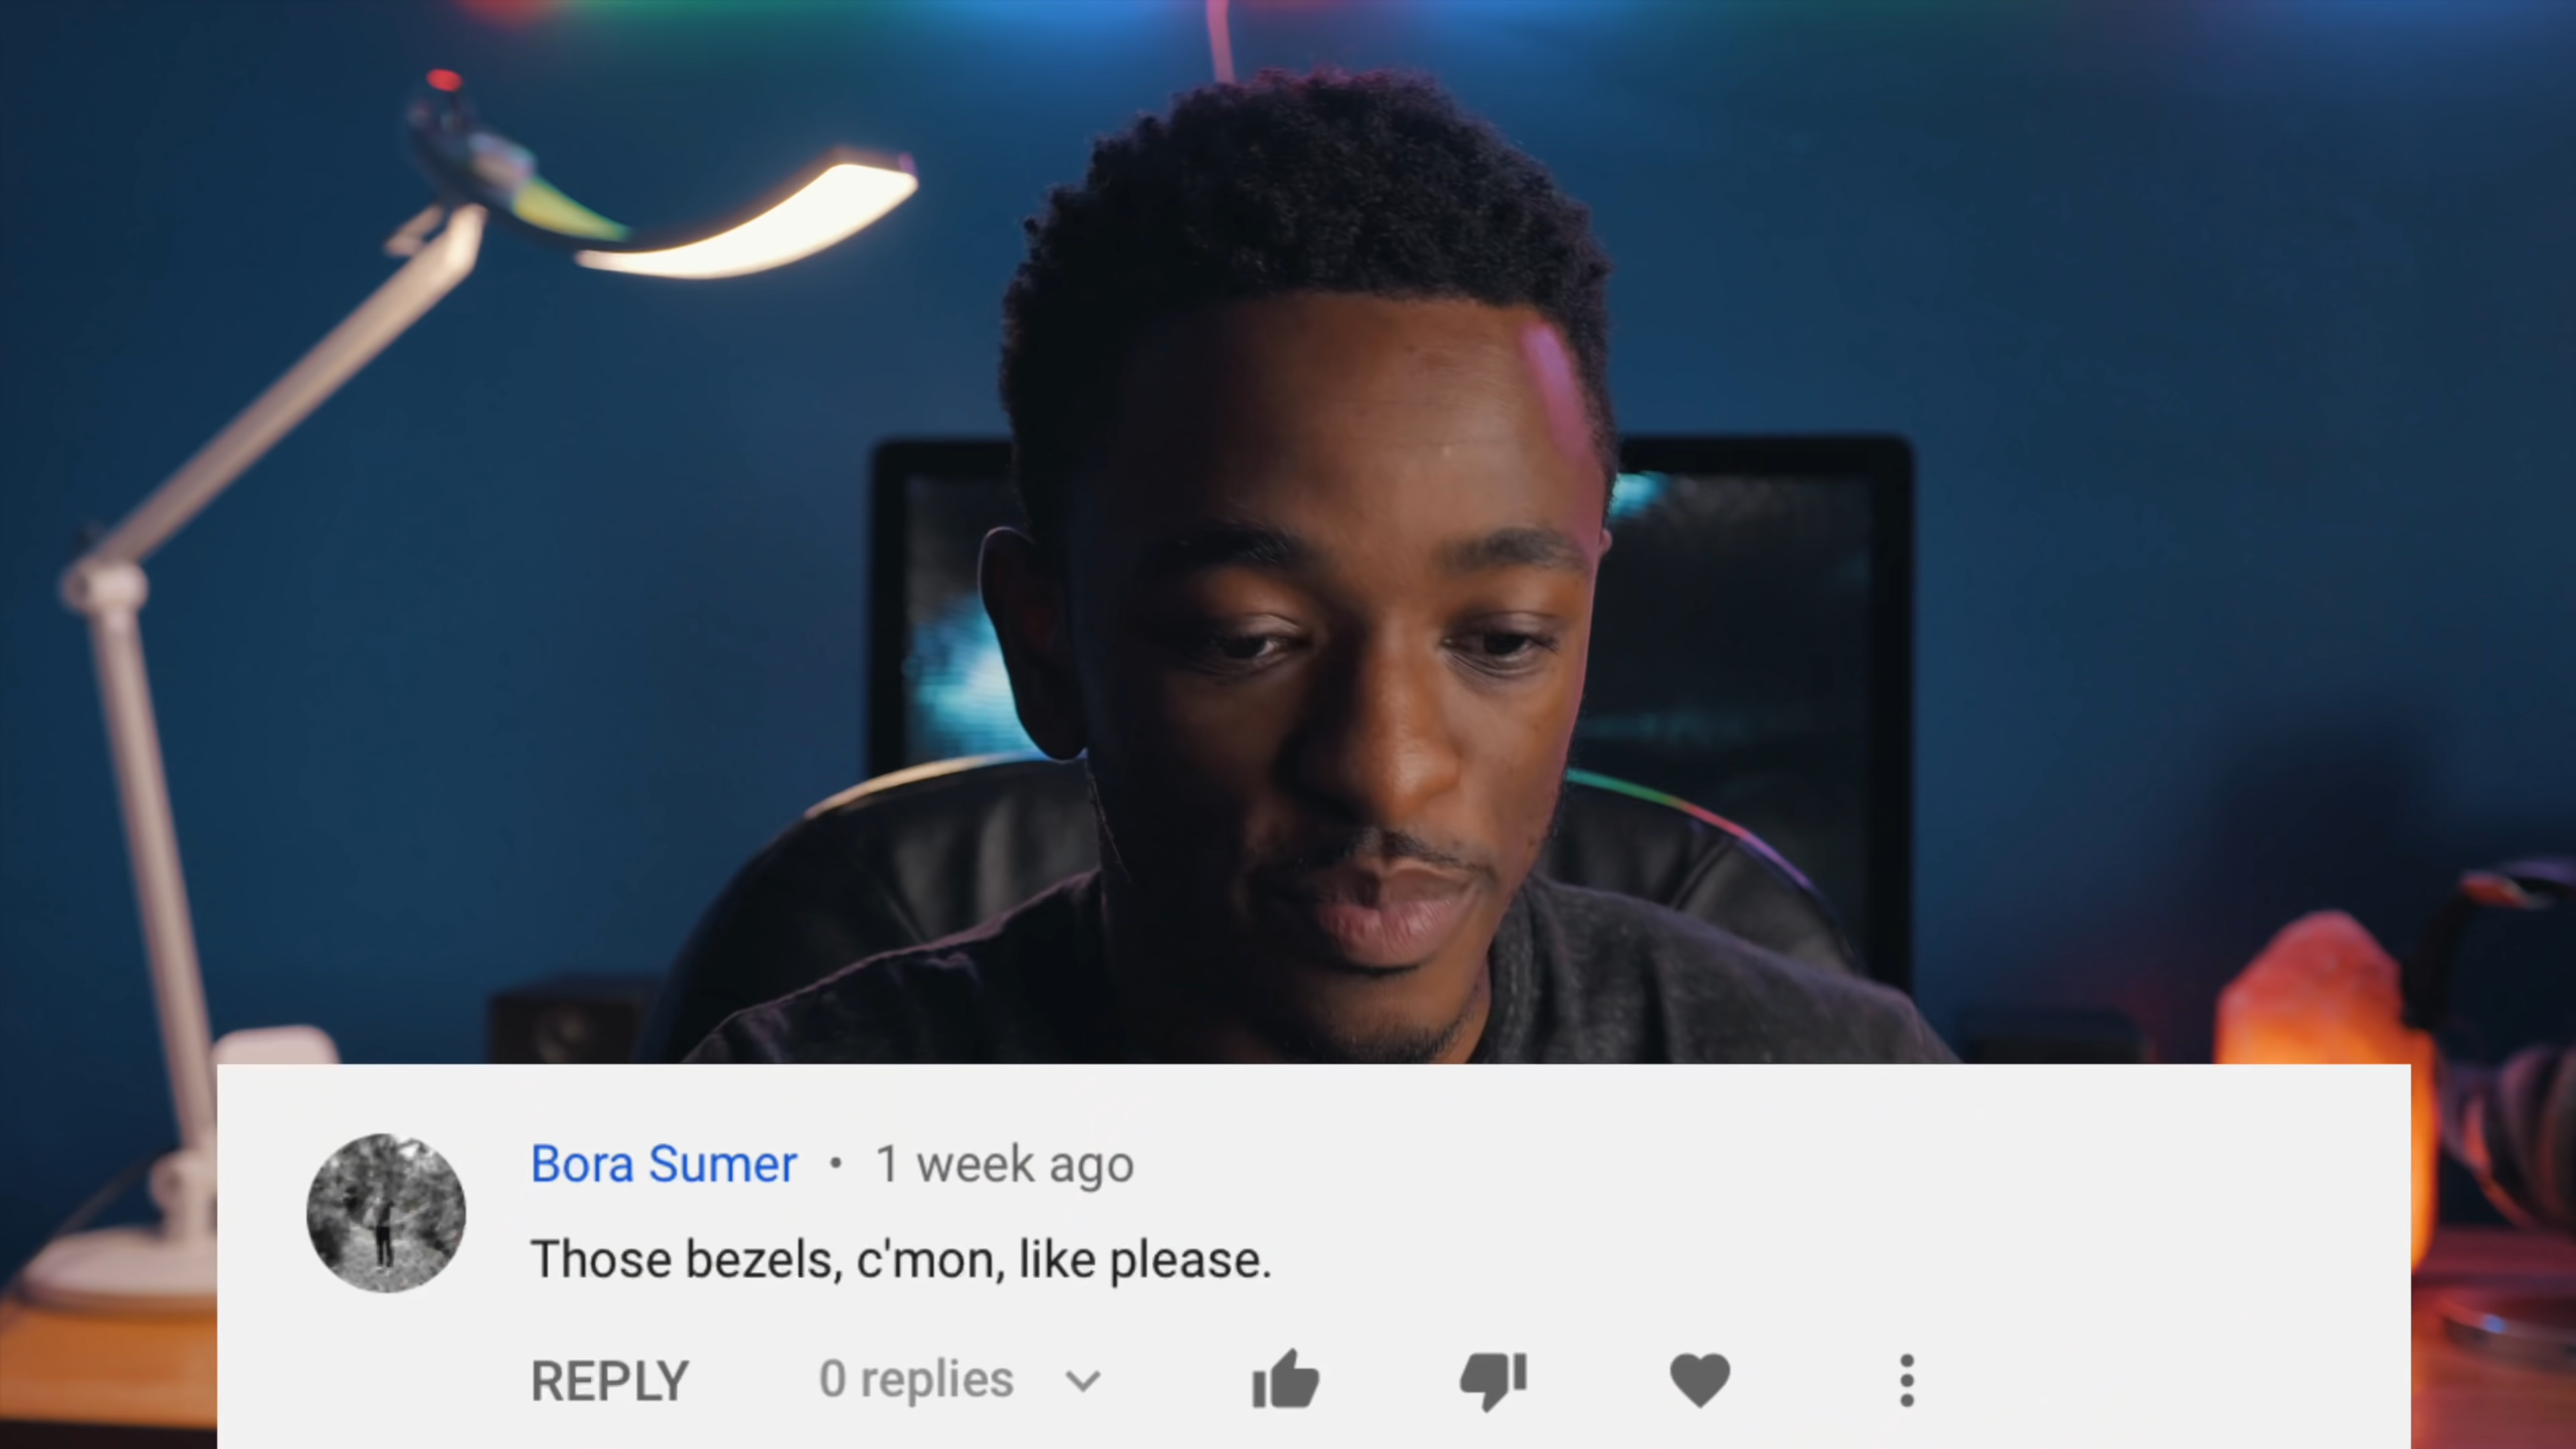 Bora Sumer • 1 week ago
Those bezels, c'mon, like please.
REPLY 0 replies